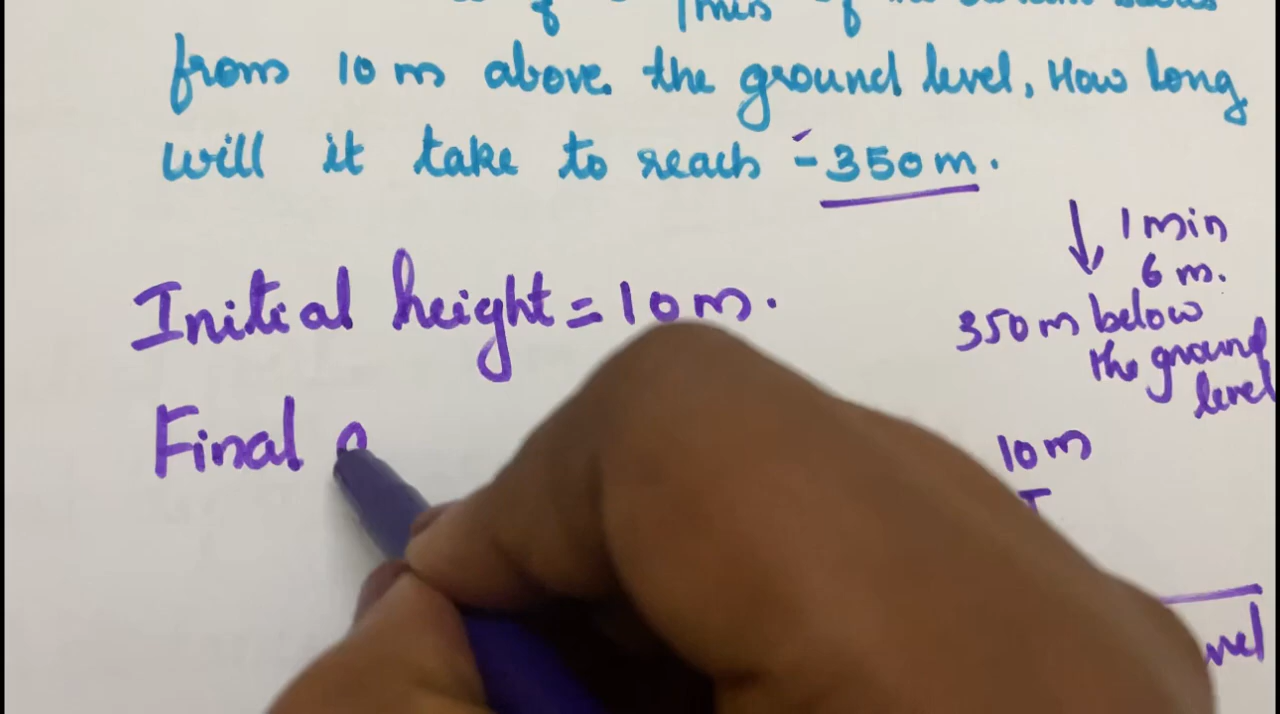 from 10 m above the ground level, How long
will it take to reach -350 m.
1 min
6 m.
350 m below
the ground
level
Initial height = 10 m.
Final
10 m